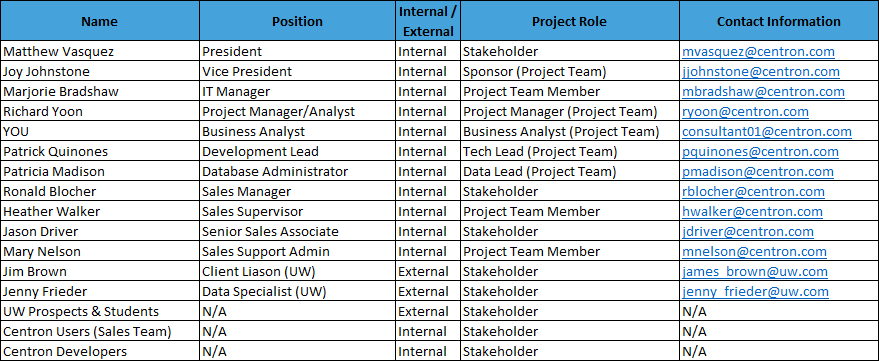 Name Position Internal / External Project Role Contact Information
Matthew Vasquez President Internal Stakeholder mvasquez@centron.com
Joy Johnstone Vice President Internal Sponsor (Project Team) jjohnstone@centron.com
Marjorie Bradshaw IT Manager Internal Project Team Member mbradshaw@centron.com
Richard Yoon Project Manager/Analyst Internal Project Manager (Project Team) ryoon@centron.com
YOU Business Analyst Internal Business Analyst (Project Team) consultant01@centron.com
Patrick Quinones Development Lead Internal Tech Lead (Project Team) pquinones@centron.com
Patricia Madison Database Administrator Internal Data Lead (Project Team) pmadison@centron.com
Ronald Blocher Sales Manager Internal Stakeholder rblocher@centron.com
Heather Walker Sales Supervisor Internal Project Team Member hwalker@centron.com
Jason Driver Senior Sales Associate Internal Stakeholder jdriver@centron.com
Mary Nelson Sales Support Admin Internal Project Team Member mnelson@centron.com
Jim Brown Client Liason (UW) External Stakeholder james_brown@uw.com
Jenny Frieder Data Specialist (UW) External Stakeholder jenny_frieder@uw.com
UW Prospects & Students N/A External Stakeholder N/A
Centron Users (Sales Team) N/A Internal Stakeholder N/A
Centron Developers N/A Internal Stakeholder N/A